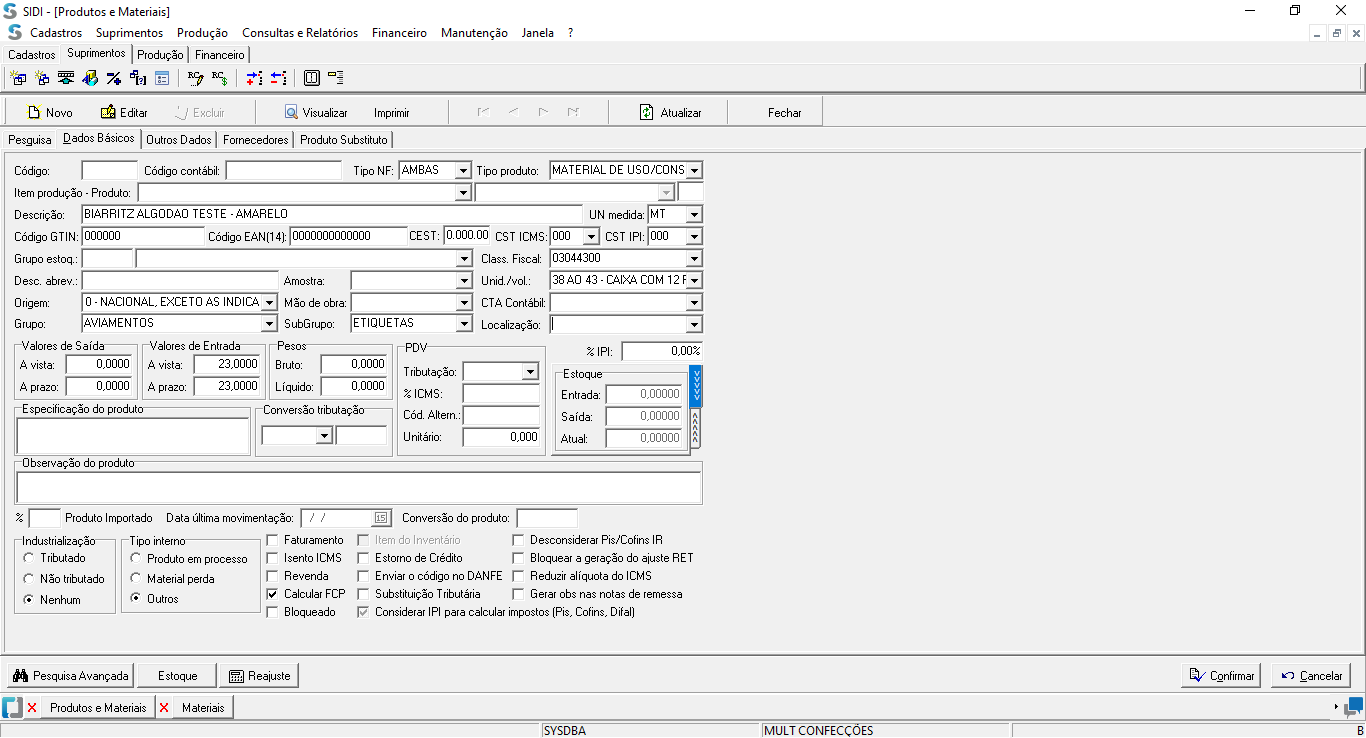 SIDI - [Produtos e Materiais]
Cadastros Suprimentos Produção Consultas e Relatórios Financeiro Manutenção Janela ?
Cadastros Suprimentos Produção Financeiro
Novo Editar Excluir Visualizar Imprimir Atualizar Fechar
Pesquisa Dados Básicos Outros Dados Fornecedores Produto Substituto
Código: Código contábil: Tipo NF: AMBAS Tipo produto: MATERIAL DE USO/CONS
Item produção - Produto:
Descrição: BIARRITZ ALGODAO TESTE - AMARELO UN medida: MT
Código GTIN: 000000 Código EAN(14): 0000000000000 CEST: 0.000.00 CST ICMS: 000 CST IPI: 000
Grupo estoq.: Class. Fiscal: 03044300
Desc. abrev.: Amostra: Unid./vol.: 38 AO 43 - CAIXA COM 12 F
Origem: 0 - NACIONAL, EXCETO AS INDICA Mão de obra: CTA Contábil:
Grupo: AVIAMENTOS SubGrupo: ETIQUETAS Localização:
Valores de Saída Valores de Entrada Pesos PDV % IPI: 0,00%
A vista: 0,0000 A vista: 23,0000 Bruto: 0,0000 Tributação: Estoque
A prazo: 0,0000 A prazo: 23,0000 Líquido: 0,0000 % ICMS: Entrada: 0,00000
Especificação do produto Conversão tributação Cód. Altern.: Saída: 0,00000
Unitário: 0,000 Atual: 0,00000
Observação do produto
% Produto Importado Data última movimentação: / / 15 Conversão do produto:
Industrialização Tipo interno Faturamento Item do Inventário Desconsiderar Pis/Cofins IR
Tributado Produto em processo Isento ICMS Estorno de Crédito Bloquear a geração do ajuste RET
Não tributado Material perda Revenda Enviar o código no DANFE Reduzir alíquota do ICMS
Nenhum Outros Calcular FCP Substituição Tributária Gerar obs nas notas de remessa
Bloqueado Considerar IPI para calcular impostos (Pis, Cofins, Difal)
Pesquisa Avançada Estoque Reajuste Confirmar Cancelar
Produtos e Materiais Materiais
SYSDBA MULT CONFECÇÕES B